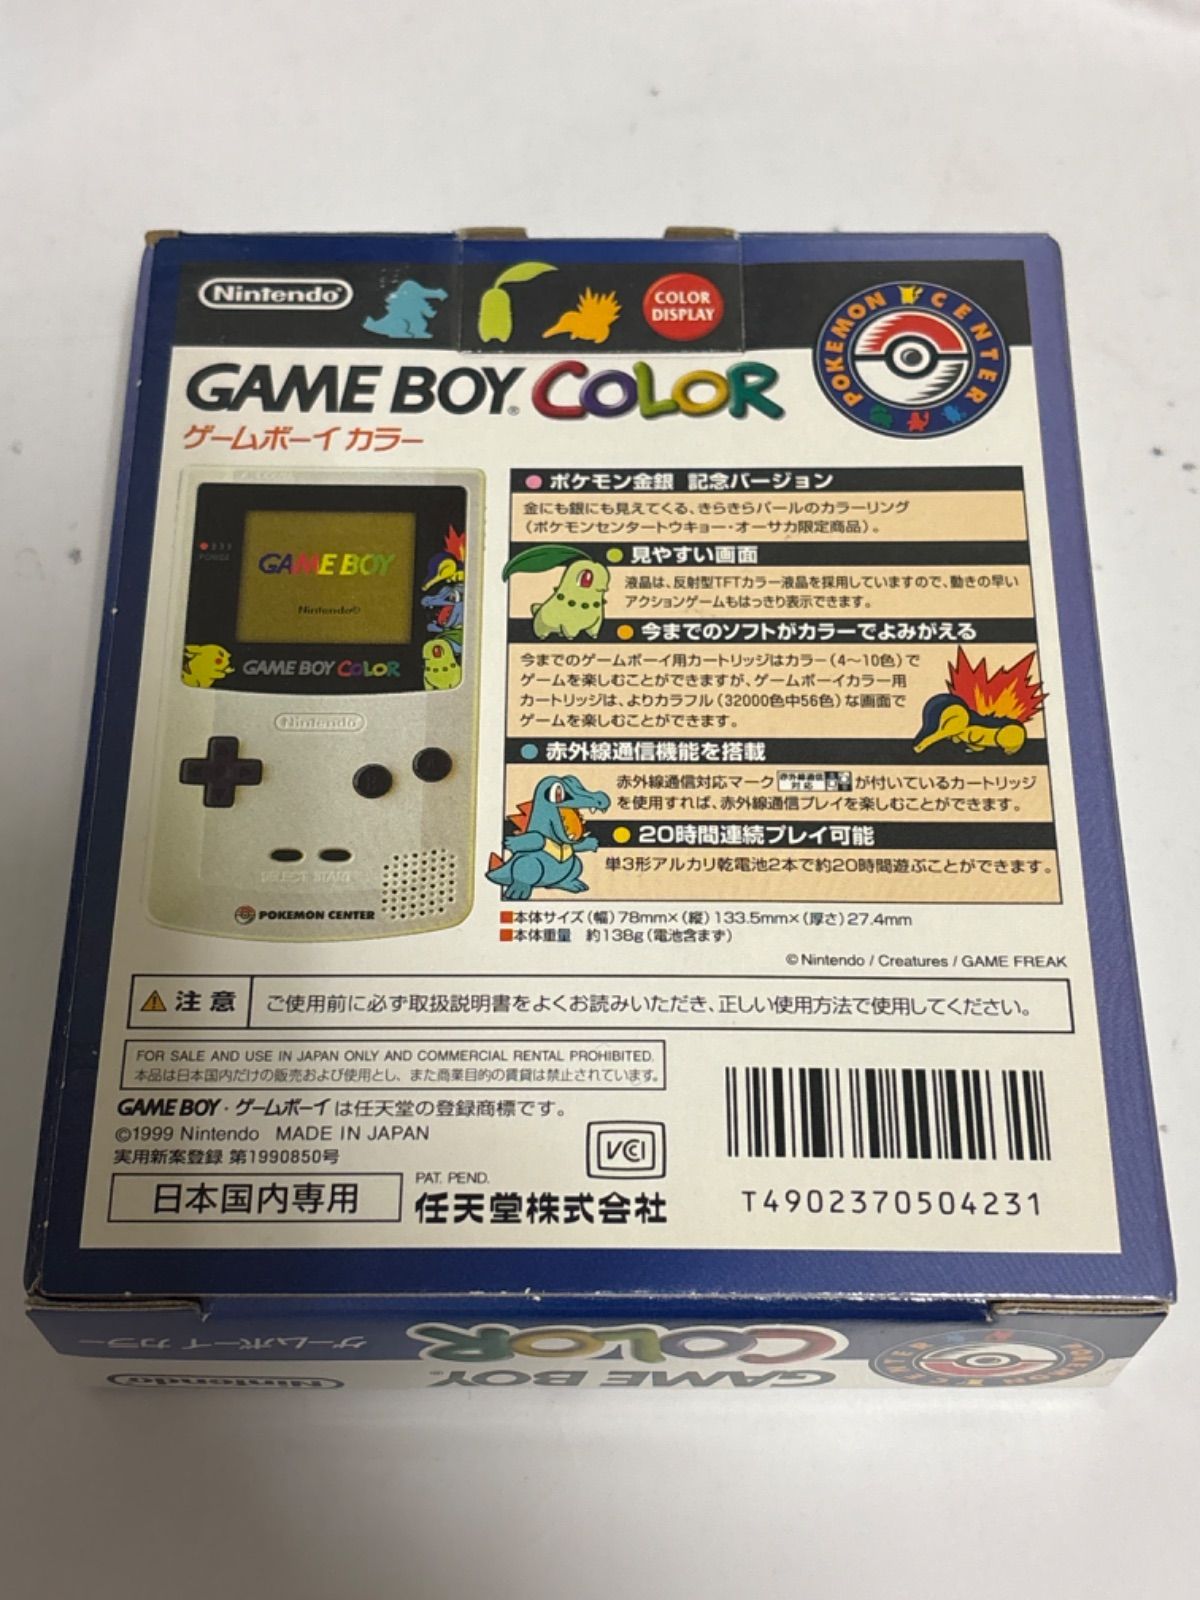 Nintendo
COLOR
DISPLAY
POKEMON CENTER
GAME BOY COLOR
ゲームボーイ カラー
POWER
GAME BOY
Nintendo
GAME BOY COLOR
Nintendo
B
A
SELECT START
POKEMON CENTER
ポケモン金銀 記念バージョン
金にも銀にも見えてくる、きらきらパールのカラーリング
(ポケモンセンタートウキョー・オーサカ限定商品)。
見やすい画面
液晶は、反射型TFTカラー液晶を採用していますので、動きの早い
アクションゲームもはっきり表示できます。
今までのソフトがカラーでよみがえる
今までのゲームボーイ用カートリッジはカラー(4〜10色)で
ゲームを楽しむことができますが、ゲームボーイカラー用
カートリッジは、よりカラフル(32000色中56色)な画面で
ゲームを楽しむことができます。
赤外線通信機能を搭載
赤外線通信対応マーク 赤外線通信対応 が付いているカートリッジ
を使用すれば、赤外線通信プレイを楽しむことができます。
20時間連続プレイ可能
単3形アルカリ乾電池2本で約20時間遊ぶことができます。
■本体サイズ(幅)78mm×(縦)133.5mm×(厚さ)27.4mm
■本体重量 約138g(電池含まず)
©Nintendo / Creatures / GAME FREAK
注意 ご使用前に必ず取扱説明書をよくお読みいただき、正しい使用方法で使用してください。
FOR SALE AND USE IN JAPAN ONLY AND COMMERCIAL RENTAL PROHIBITED.
本品は日本国内だけの販売および使用とし、また商業目的の賃貸は禁止されています。
GAME BOY・ゲームボーイは任天堂の登録商標です。
©1999 Nintendo MADE IN JAPAN
実用新案登録 第1990850号
VCCI
日本国内専用
PAT. PEND.
任天堂株式会社
T4902370504231
ゲームボーイ カラー
GAME BOY COLOR
Nintendo
POKEMON CENTER